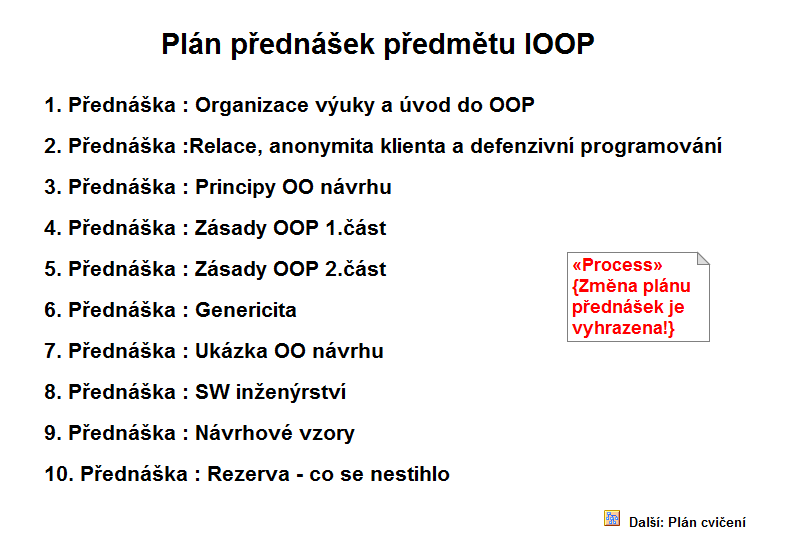 Plán přednášek předmětu IOOP
1. Přednáška : Organizace výuky a úvod do OOP
2. Přednáška :Relace, anonymita klienta a defenzivní programování
3. Přednáška : Principy OO návrhu
4. Přednáška : Zásady OOP 1.část
5. Přednáška : Zásady OOP 2.část
6. Přednáška : Genericita
7. Přednáška : Ukázka OO návrhu
8. Přednáška : SW inženýrství
9. Přednáška : Návrhové vzory
10. Přednáška : Rezerva - co se nestihlo
«Process»
{Změna plánu
přednášek je
vyhrazena!}
Další: Plán cvičení